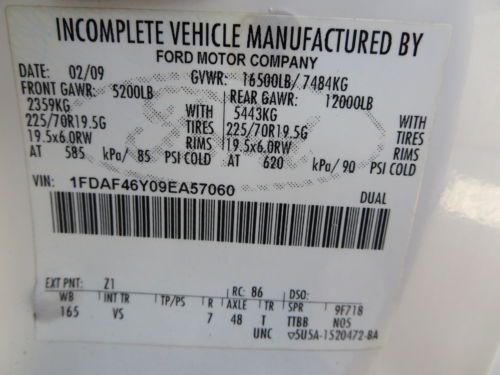 INCOMPLETE VEHICLE MANUFACTURED BY
FORD MOTOR COMPANY
DATE: 02/09 GVWR: 16500LB/ 7484KG
FRONT GAWR: 5200LB REAR GAWR: 12000LB
2359KG WITH 5443KG WITH
225/70R19.5G TIRES 225/70R19.5G TIRES
19.5x6.0RW RIMS 19.5x6.0RW RIMS
AT 585 kPa/ 85 PSI COLD AT 620 kPa/ 90 PSI COLD
VIN: 1FDAF46Y09EA57060
DUAL
EXT PNT: Z1 RC: 86 DSO:
WB INT TR TP/PS R AXLE TR SPR 9F718
165 VS 7 48 T TTBB N05
UNC ▽5U5A-1520472-BA